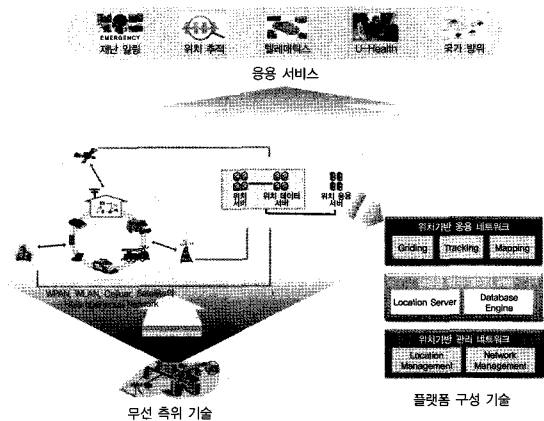 EMERGENCY
재난 알림
위치 추적
텔레매틱스
U-Health
국가 방위
응용 서비스
위치 서버
위치 데이터 서버
위치 응용 서버
WPAN, WLAN, Celluar, Satellite
Network
무선 측위 기술
위치기반 응용 네트워크
Griding
Tracking
Mapping
Location Server
Database
Engine
위치기반 관리 네트워크
Location
Management
Network
Management
플랫폼 구성 기술